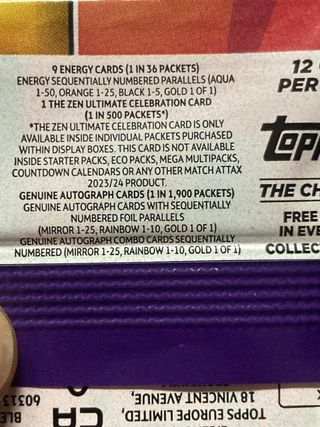 9 ENERGY CARDS (1 IN 36 PACKETS)
ENERGY SEQUENTIALLY NUMBERED PARALLELS (AQUA
1-50, ORANGE 1-25, BLACK 1-5, GOLD 1 OF 1)
1 THE ZEN ULTIMATE CELEBRATION CARD
(1 IN 500 PACKETS*)
*THE ZEN ULTIMATE CELEBRATION CARD IS ONLY
AVAILABLE INSIDE INDIVIDUAL PACKETS PURCHASED
WITHIN DISPLAY BOXES. THIS CARD IS NOT AVAILABLE
INSIDE STARTER PACKS, ECO PACKS, MEGA MULTIPACKS,
COUNTDOWN CALENDARS OR ANY OTHER MATCH ATTAX
2023/24 PRODUCT.
GENUINE AUTOGRAPH CARDS (1 IN 1,900 PACKETS)
GENUINE AUTOGRAPH CARDS WITH SEQUENTIALLY
NUMBERED FOIL PARALLELS
(MIRROR 1-25, RAINBOW 1-10, GOLD 1 OF 1)
GENUINE AUTOGRAPH COMBO CARDS SEQUENTIALLY
NUMBERED (MIRROR 1-25, RAINBOW 1-10, GOLD 1 OF 1)
12
PER
topps
THE CH
FREE
IN EVE
COLLEC
TOPPS EUROPE LIMITED,
18 VINCENT AVENUE,
CA
BLE
60313